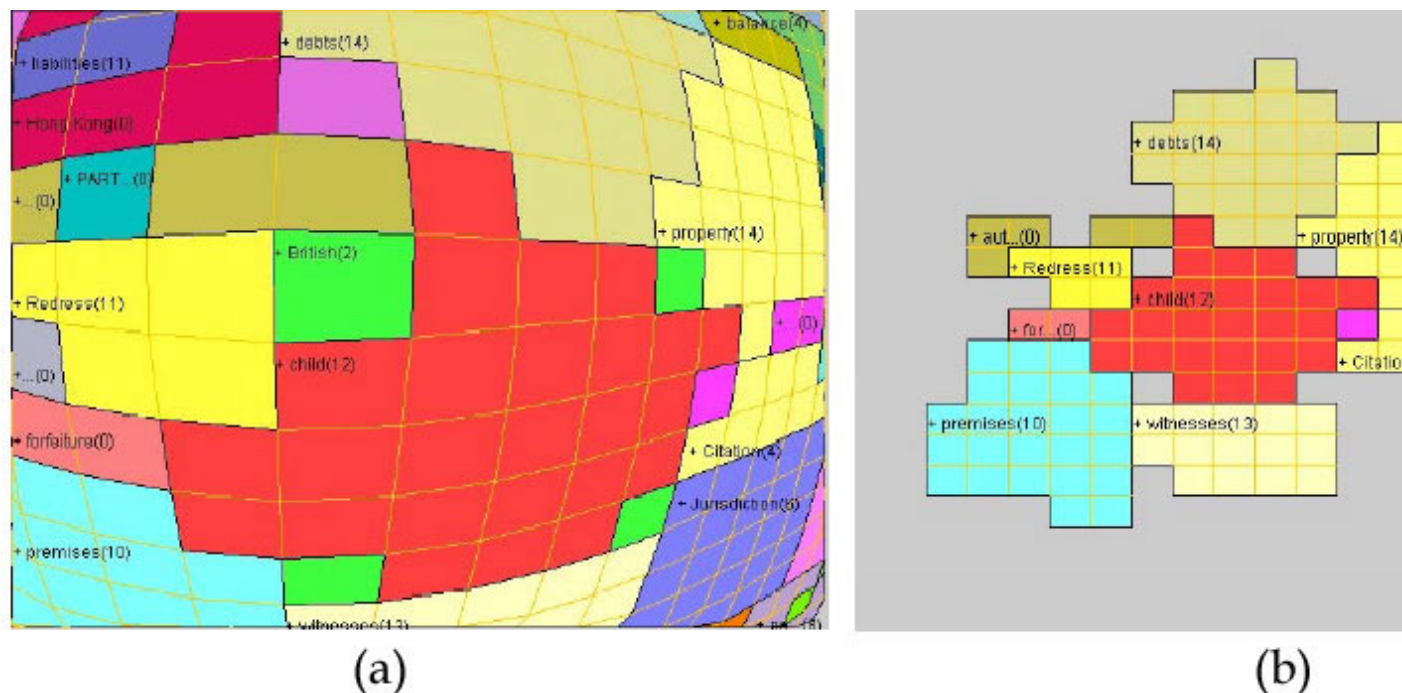 + balance(4)
+ debts(14)
+ liabilities(11)
+ Hong Kong(0)
+ PART...(0)
+...(0)
+ property(14)
+ British(2)
+ Redress(11)
+...(0)
+ child(12)
+...(0)
+ forfeiture(0)
+ Citation(4)
+ Jurisdiction(6)
+ premises(10)
+ witnesses(13)
(a)
+ debts(14)
+ aut...(0)
+ property(14)
+ Redress(11)
+ child(12)
+ for...(0)
+ Citatio
+ premises(10)
+ witnesses(13)
(b)